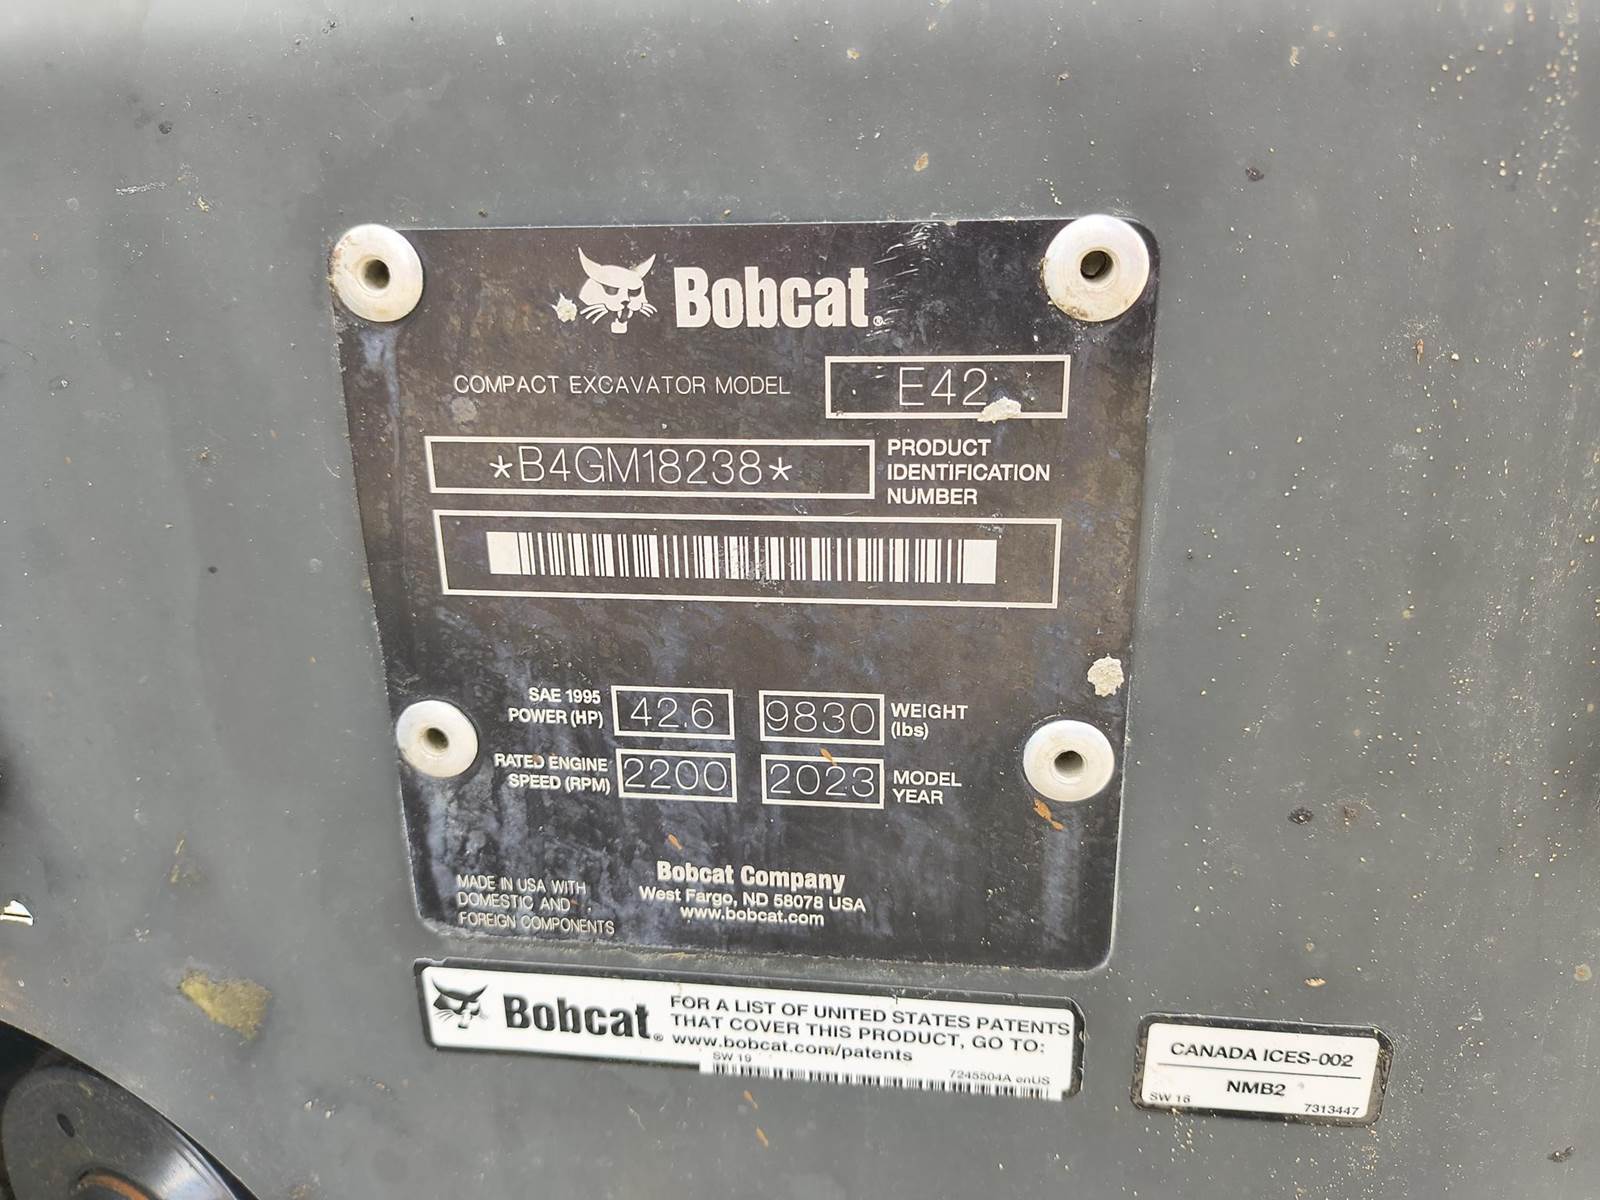 Bobcat®
COMPACT EXCAVATOR MODEL E42
*B4GM18238* PRODUCT
IDENTIFICATION
NUMBER
SAE 1995
POWER (HP) 42.6 9830 WEIGHT
(lbs)
RATED ENGINE
SPEED (RPM) 2200 2023 MODEL
YEAR
MADE IN USA WITH
DOMESTIC AND
FOREIGN COMPONENTS
Bobcat Company
West Fargo, ND 58078 USA
www.bobcat.com
Bobcat®
FOR A LIST OF UNITED STATES PATENTS
THAT COVER THIS PRODUCT, GO TO:
www.bobcat.com/patents
SW 19
7245504A enUS
CANADA ICES-002
NMB2
SW 16 7313447